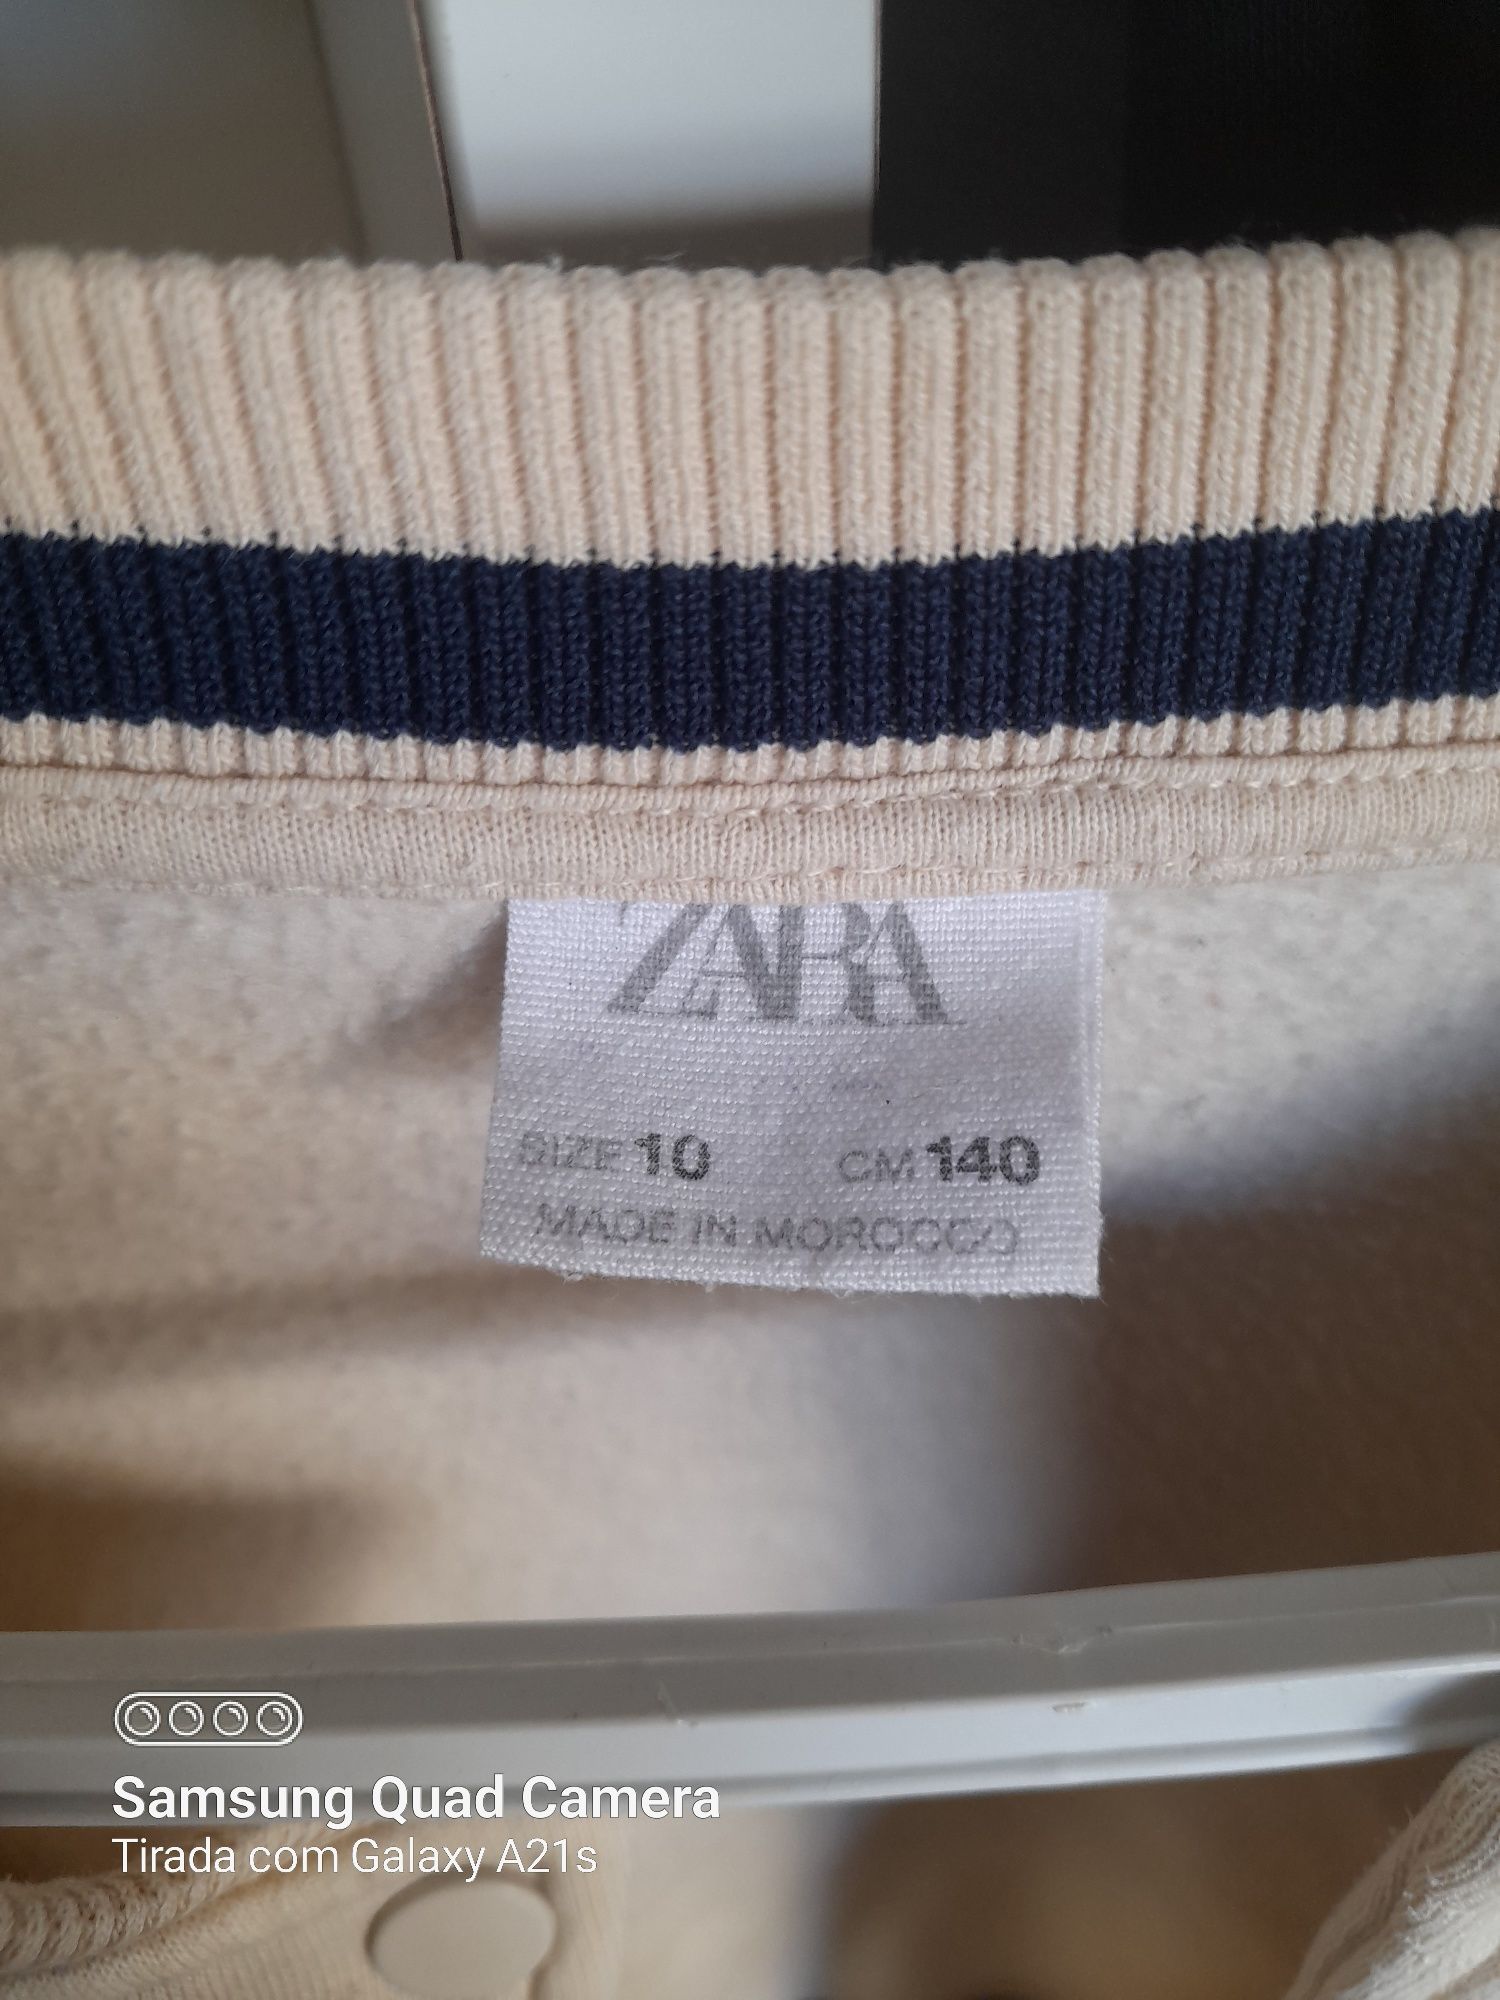 ZARA
SIZE 10 CM 140
MADE IN MOROCCO
Samsung Quad Camera
Tirada com Galaxy A21s